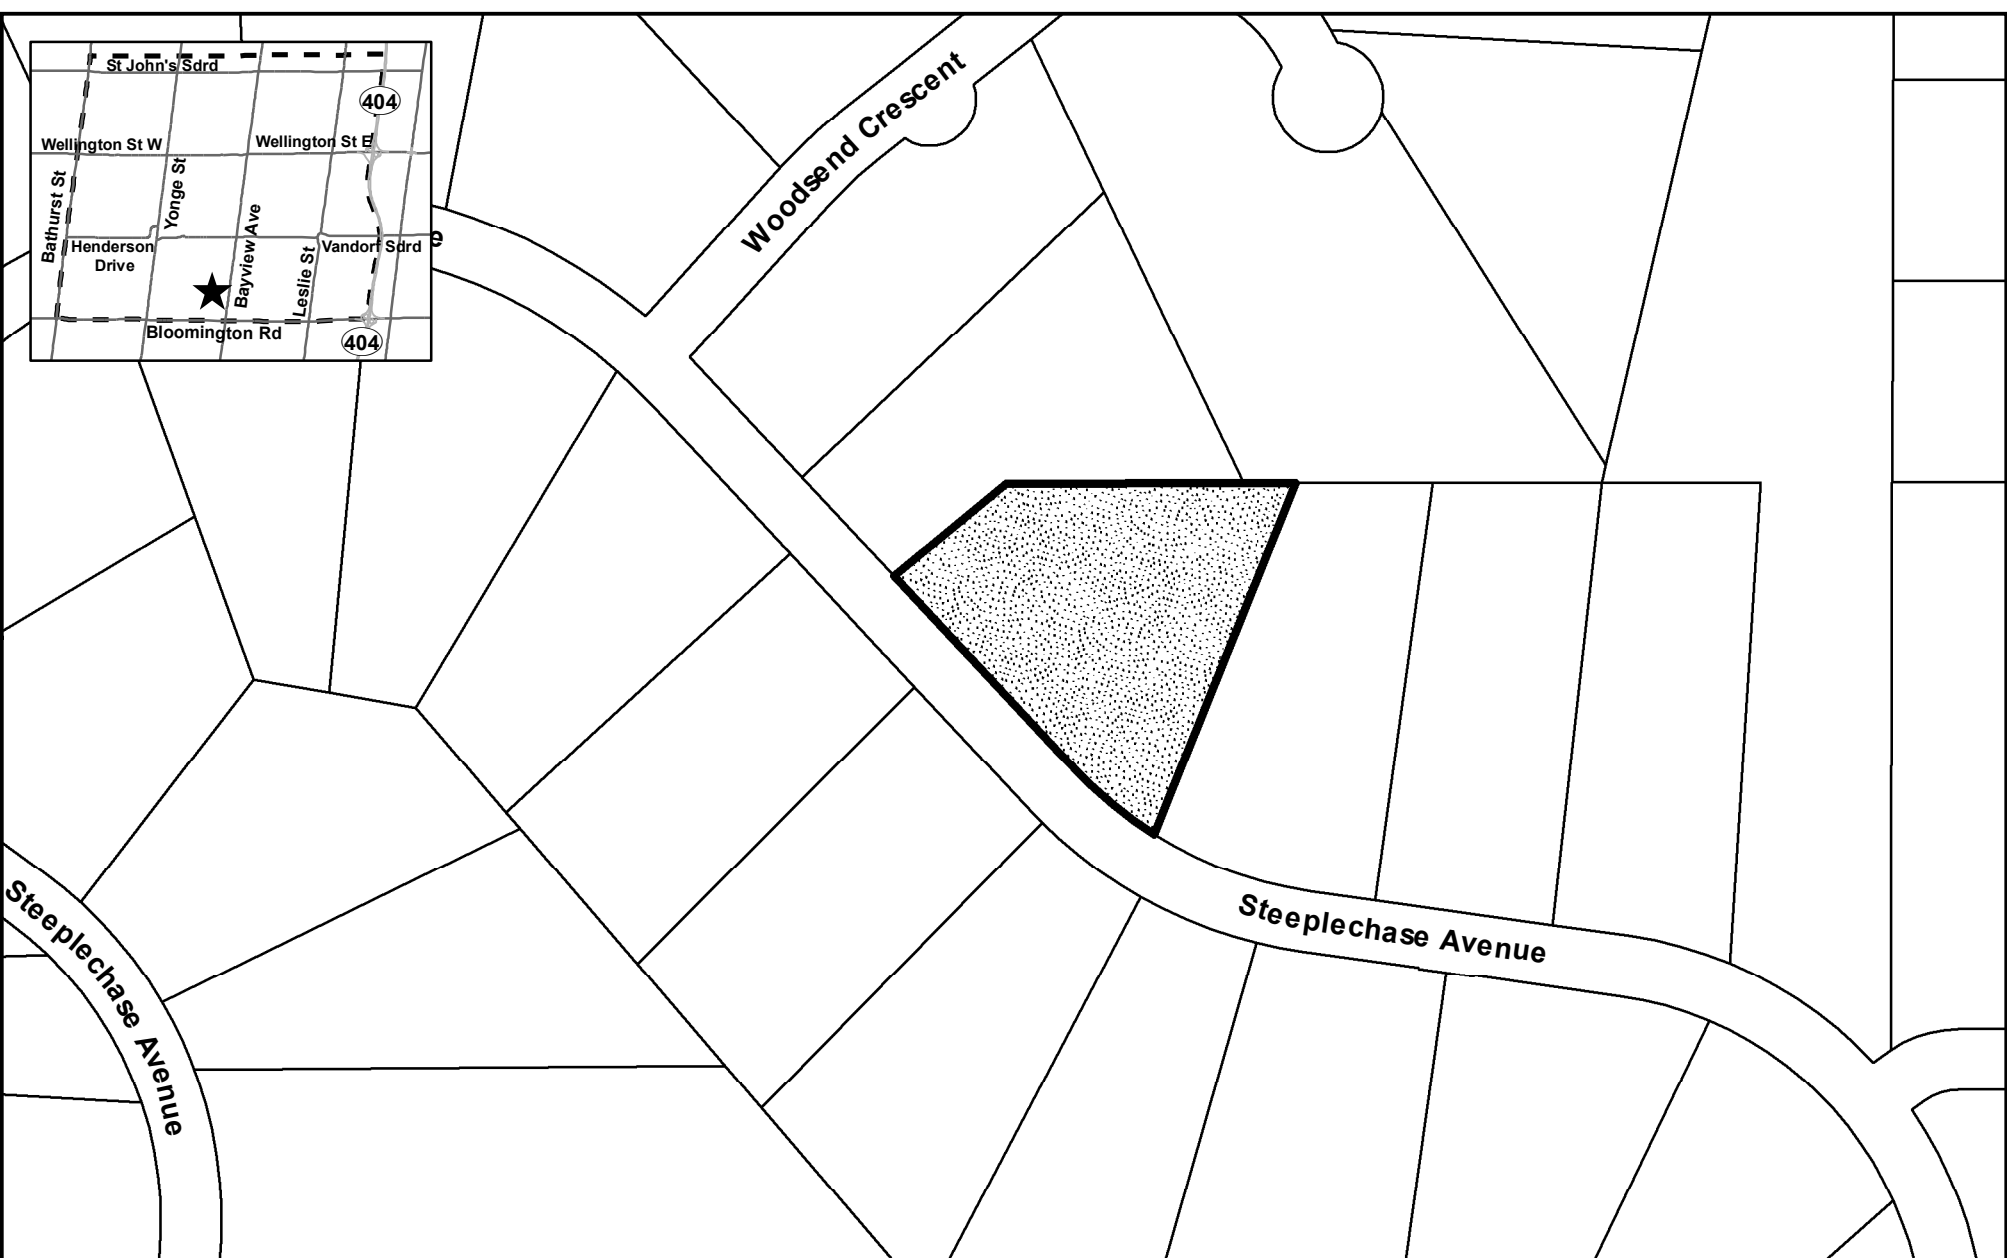 St John's Sdrd
404
Wellington St W
Wellington St E
Bathurst St
Yonge St
Bayview Ave
Leslie St
Henderson
Drive
Vandorf Sdrd
Bloomington Rd
404
e
Woodsend Crescent
Steeplechase Avenue
Steeplechase Avenue